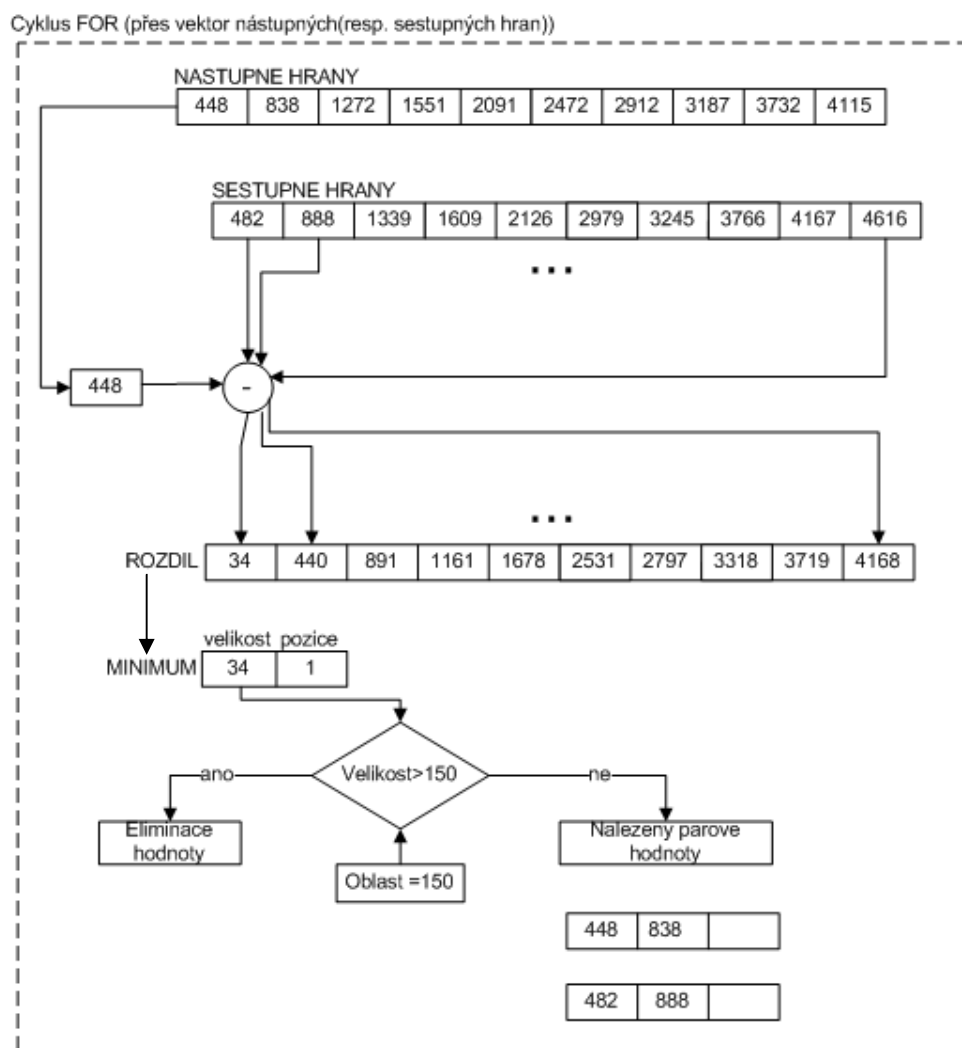 Cyklus FOR (přes vektor nástupných(resp. sestupných hran))
NASTUPNE HRANY
448 838 1272 1551 2091 2472 2912 3187 3732 4115
SESTUPNE HRANY
482 888 1339 1609 2126 2979 3245 3766 4167 4616
...
448
-
...
ROZDIL 34 440 891 1161 1678 2531 2797 3318 3719 4168
velikost pozice
MINIMUM 34 1
ano Velikost>150 ne
Eliminace
hodnoty
Nalezeny parove
hodnoty
Oblast =150
448 838
482 888